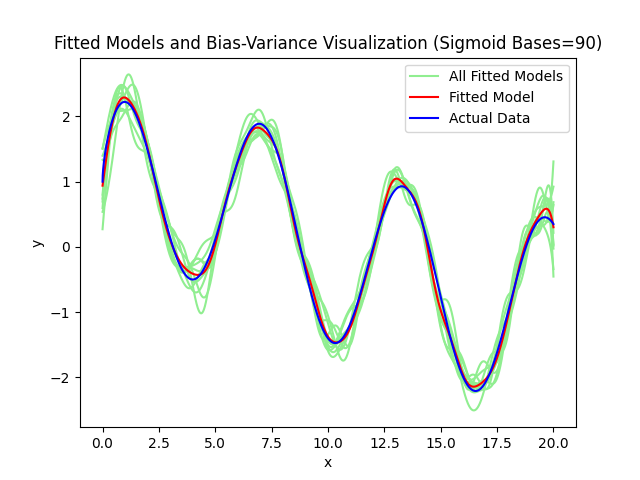 Fitted Models and Bias-Variance Visualization (Sigmoid Bases=90)
All Fitted Models
Fitted Model
Actual Data
y
2
1
0
−1
−2
0.0 2.5 5.0 7.5 10.0 12.5 15.0 17.5 20.0
x